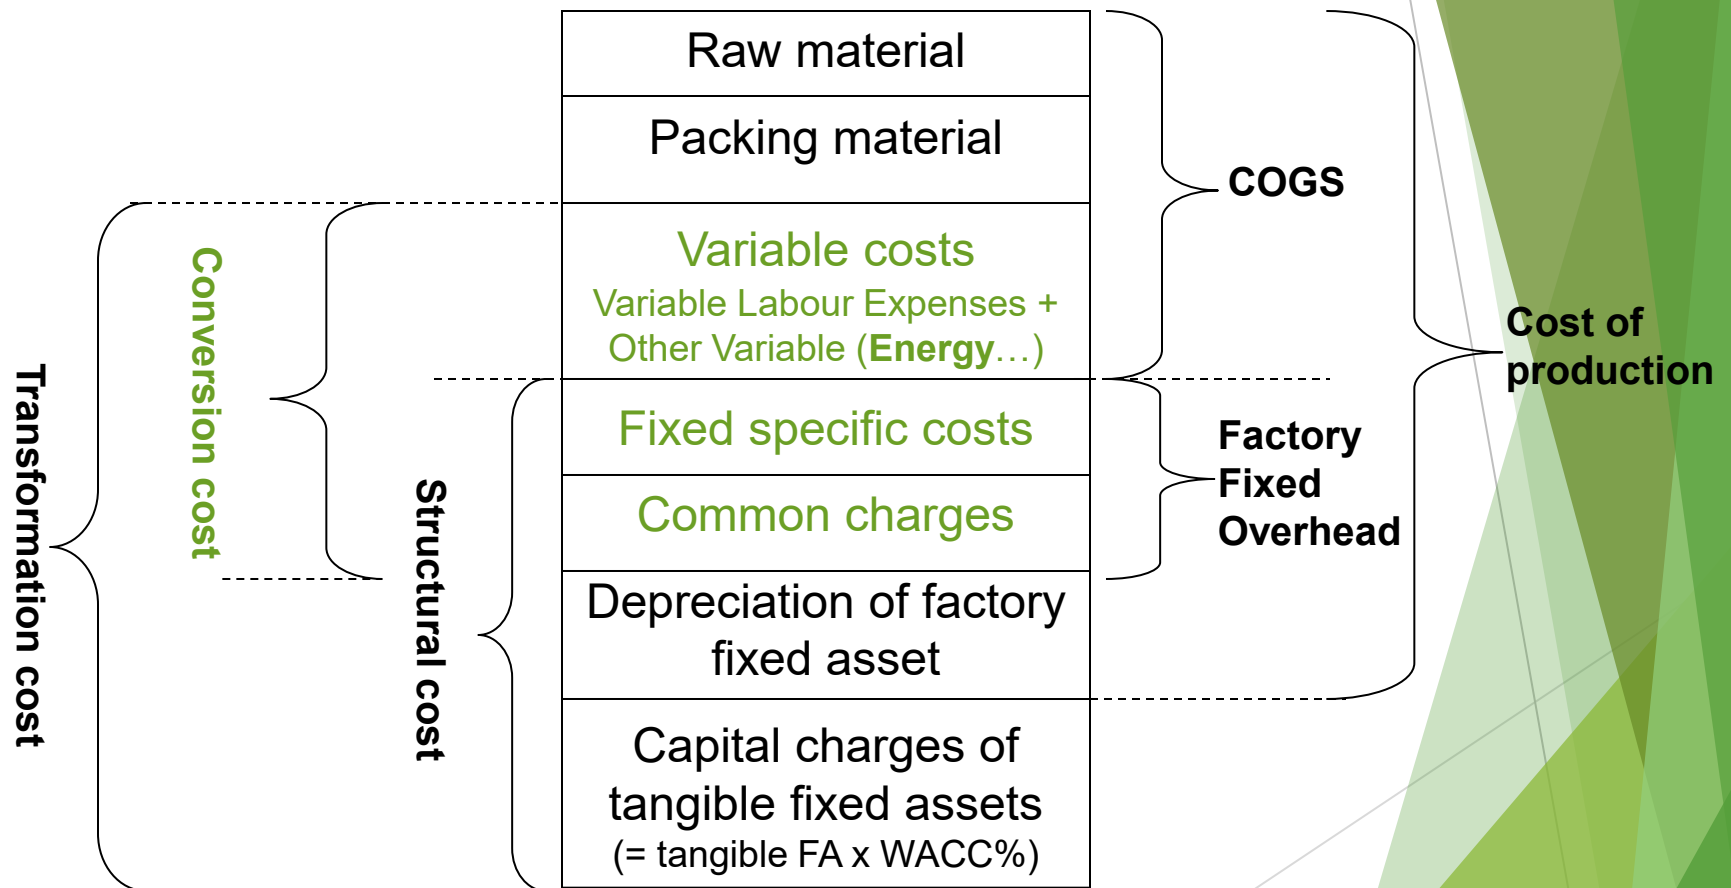 Raw material
Packing material
Variable costs
Variable Labour Expenses +
Other Variable (Energy…)
Fixed specific costs
Common charges
Depreciation of factory
fixed asset
Capital charges of
tangible fixed assets
(= tangible FA x WACC%)
Transformation cost
Conversion cost
Structural cost
COGS
Factory
Fixed
Overhead
Cost of
production